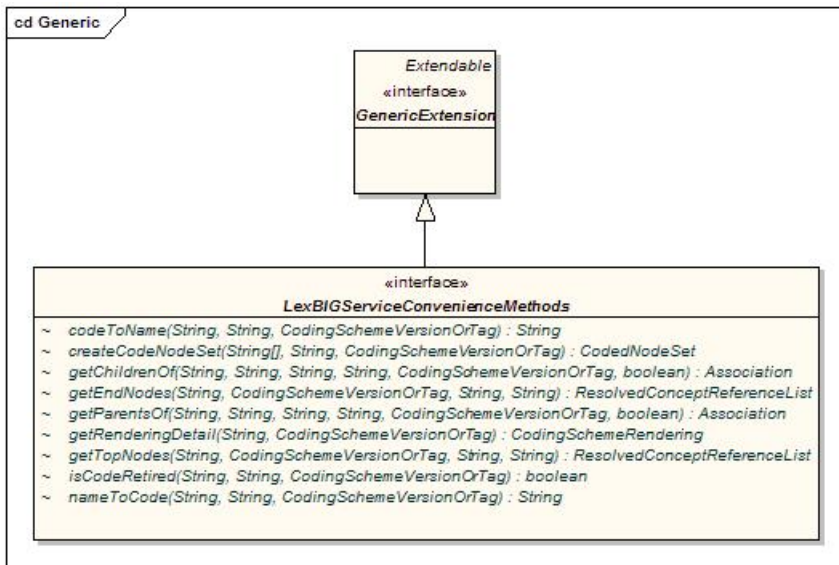 cd Generic
Extendable
«interface»
GenericExtension
«interface»
LexBIGServiceConvenienceMethods
~ codeToName(String, String, CodingSchemeVersionOrTag) : String
~ createCodeNodeSet(String[], String, CodingSchemeVersionOrTag) : CodedNodeSet
~ getChildrenOf(String, String, String, String, CodingSchemeVersionOrTag, boolean) : Association
~ getEndNodes(String, CodingSchemeVersionOrTag, String, String) : ResolvedConceptReferenceList
~ getParentsOf(String, String, String, String, CodingSchemeVersionOrTag, boolean) : Association
~ getRenderingDetail(String, CodingSchemeVersionOrTag) : CodingSchemeRendering
~ getTopNodes(String, CodingSchemeVersionOrTag, String, String) : ResolvedConceptReferenceList
~ isCodeRetired(String, String, CodingSchemeVersionOrTag) : boolean
~ nameToCode(String, String, CodingSchemeVersionOrTag) : String